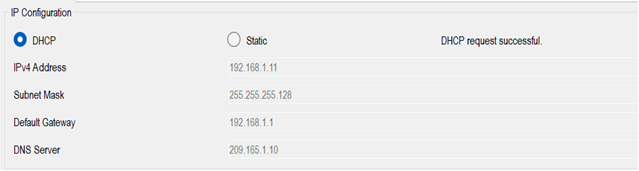 IP Configuration
DHCP Static DHCP request successful.
IPv4 Address 192.168.1.11
Subnet Mask 255.255.255.128
Default Gateway 192.168.1.1
DNS Server 209.165.1.10